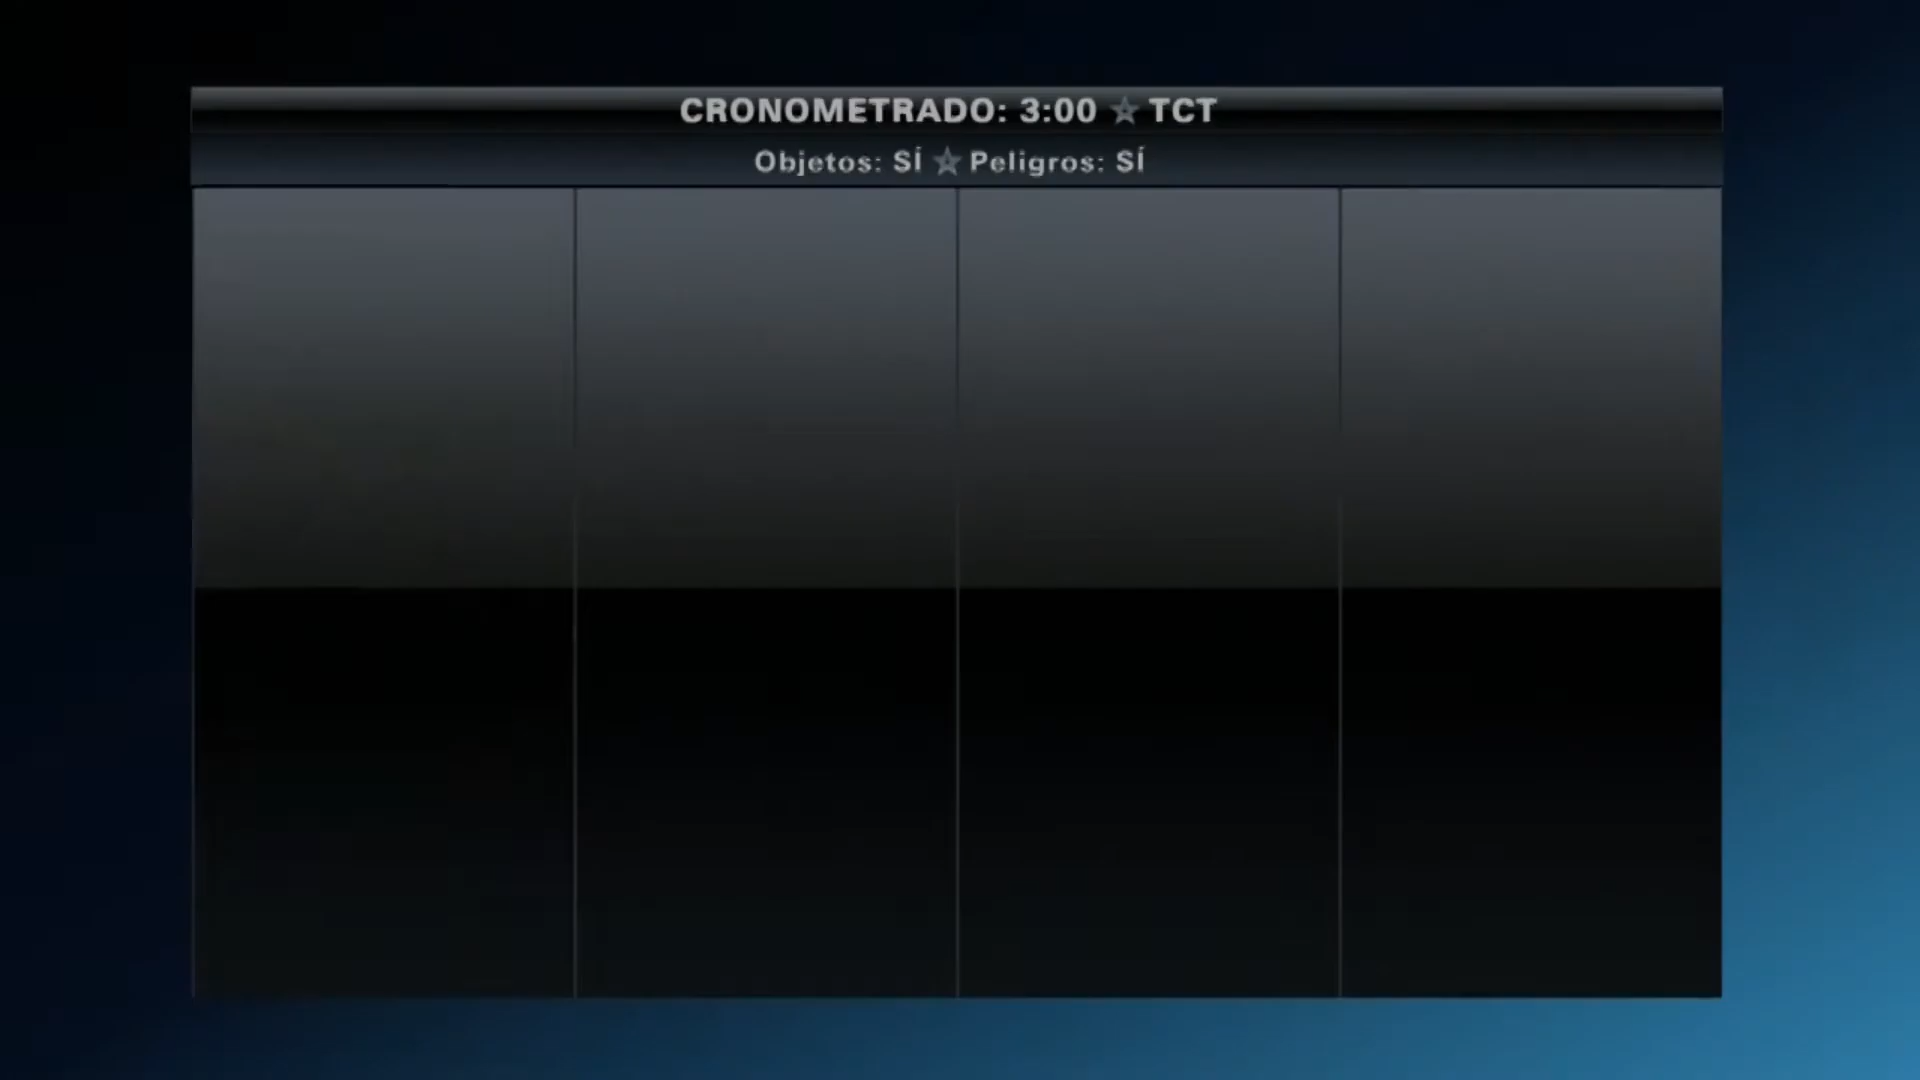 CRONOMETRADO: 3:00 ★ TCT
Objetos: SÍ ★ Peligros: SÍ